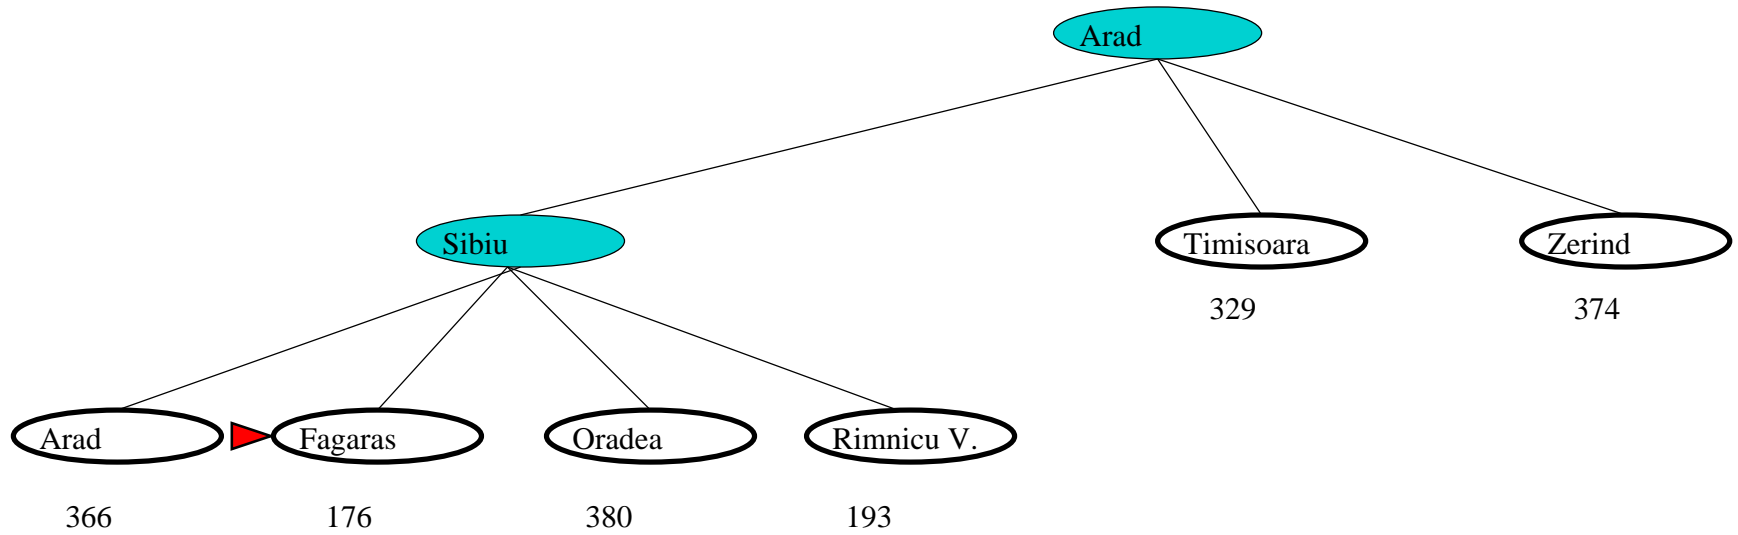 Arad
Sibiu
Timisoara
Zerind
329
374
Arad
Fagaras
Oradea
Rimnicu V.
366
176
380
193